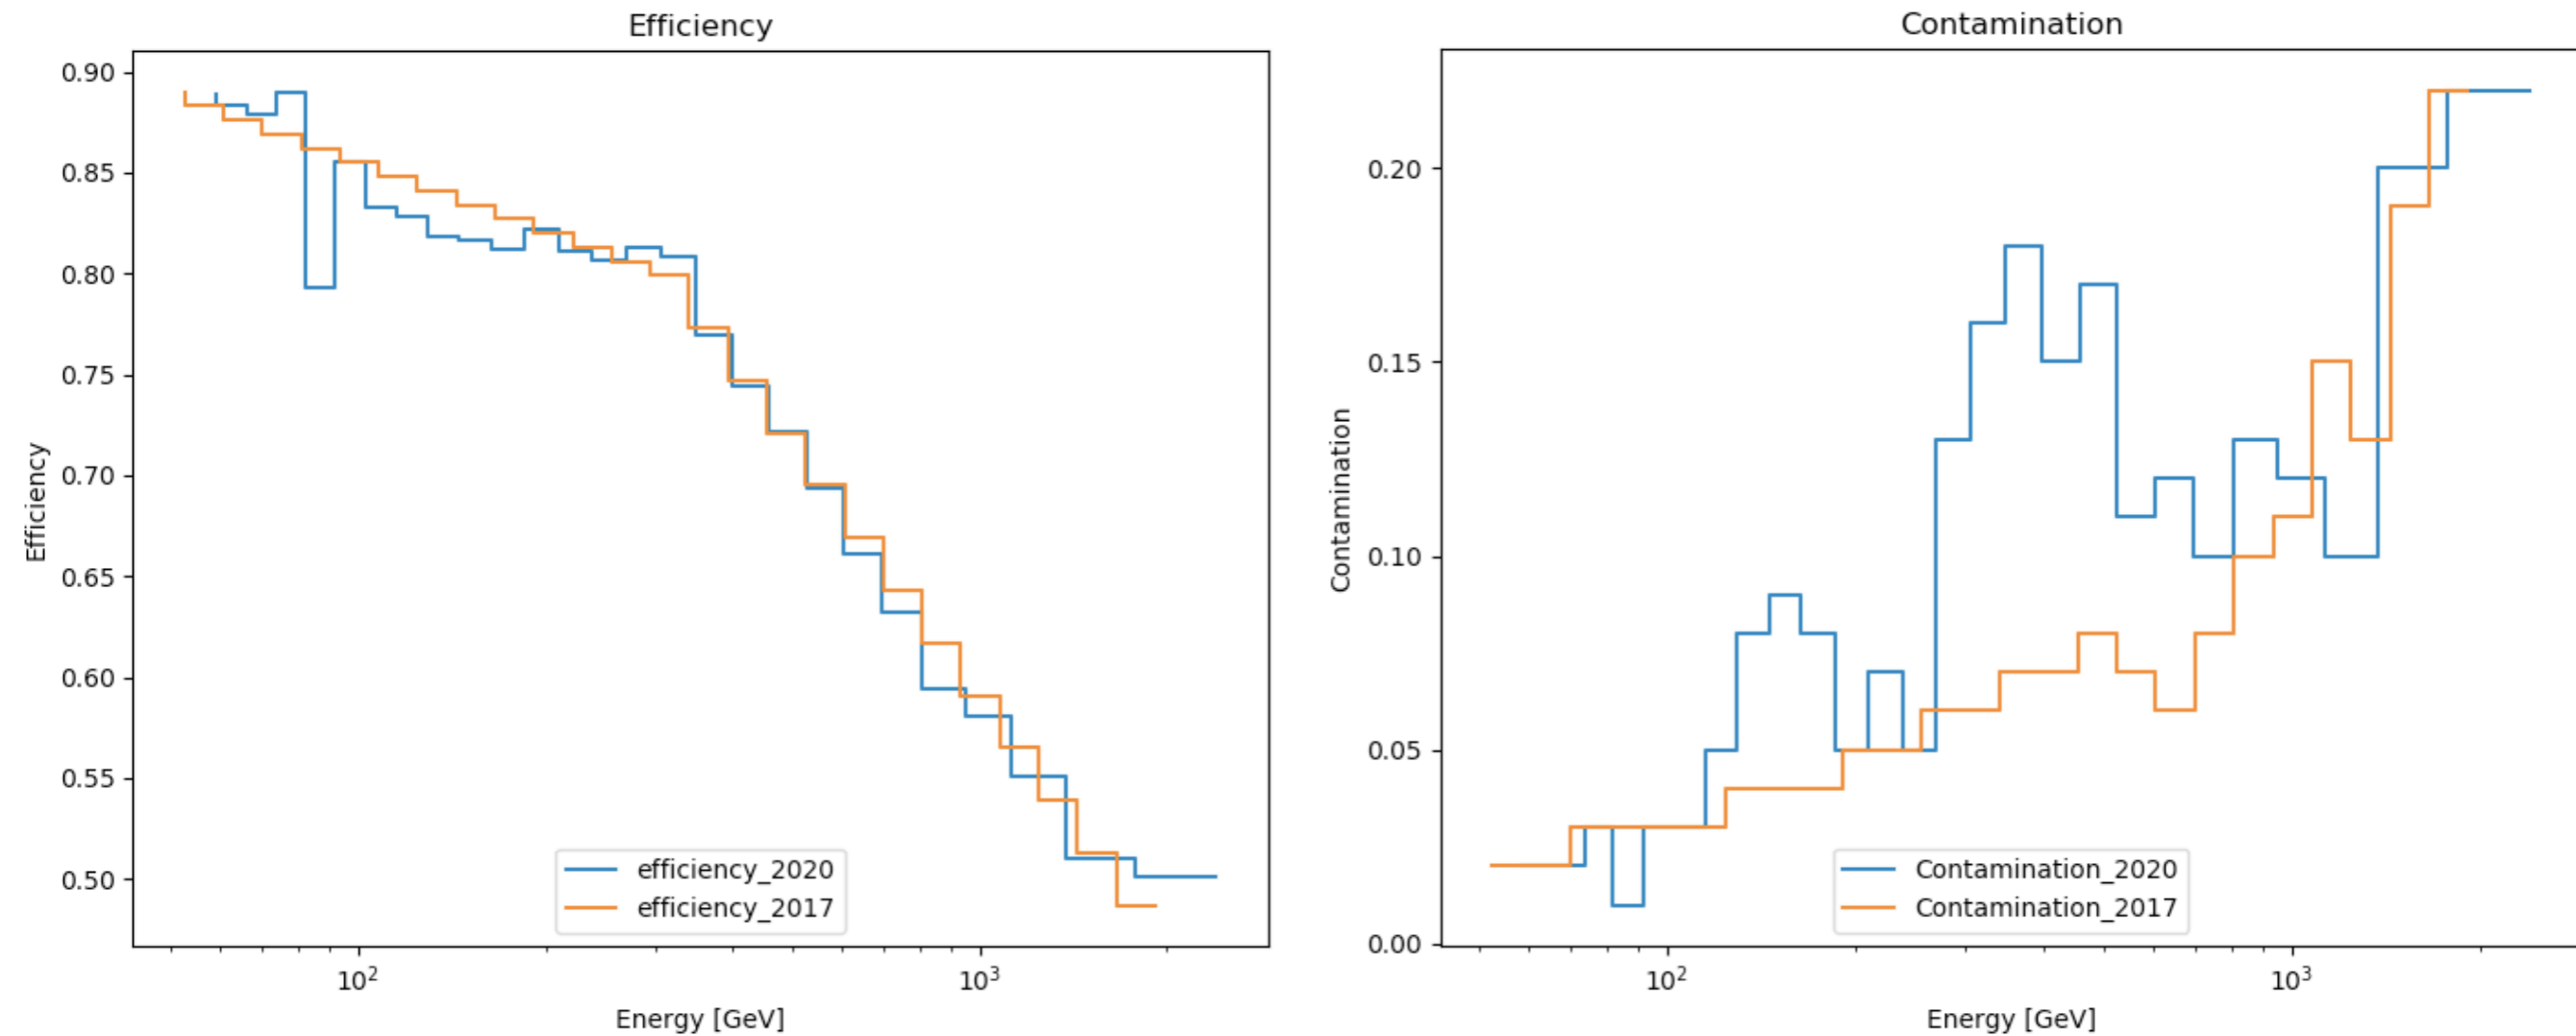 Efficiency
0.90
0.85
0.80
0.75
0.70
0.65
0.60
0.55
0.50
Efficiency
efficiency_2020
efficiency_2017
10²
10³
Energy [GeV]
Contamination
0.20
0.15
0.10
0.05
0.00
Contamination
Contamination_2020
Contamination_2017
10²
10³
Energy [GeV]